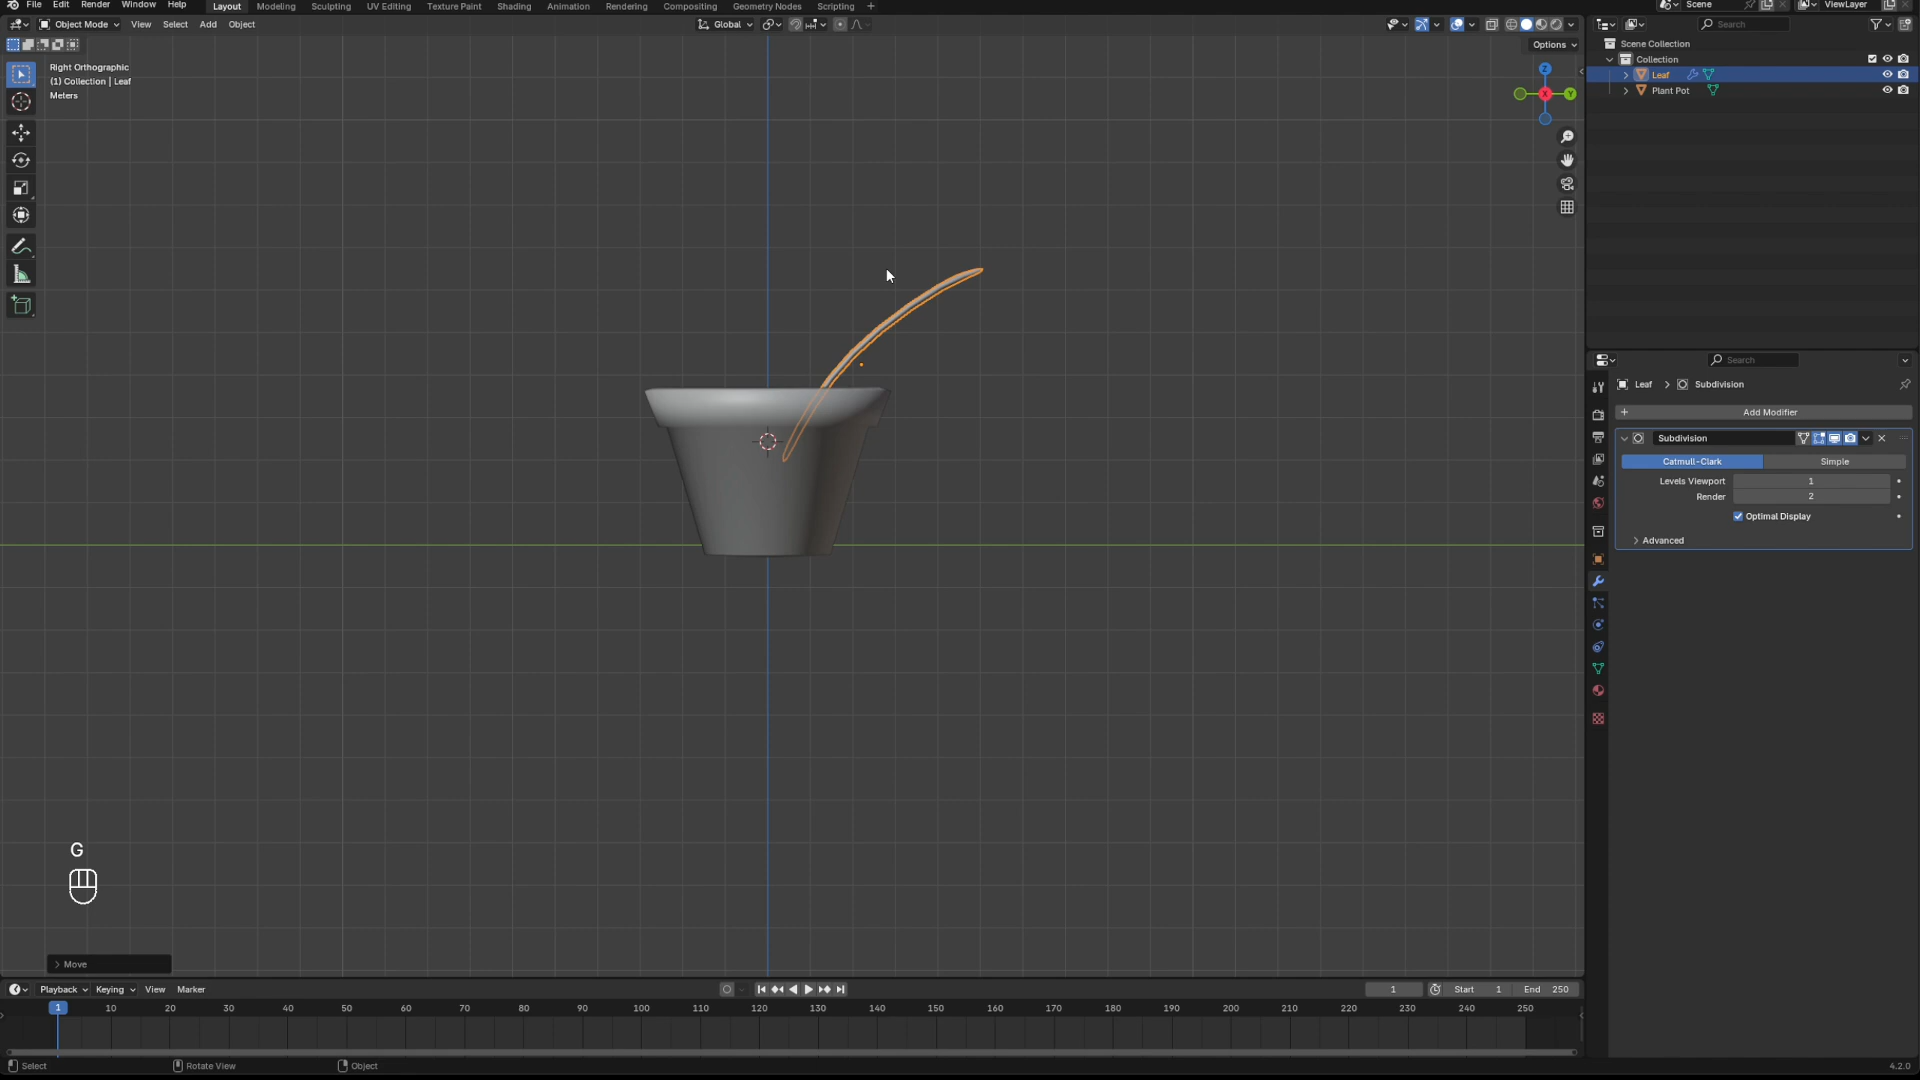 File Edit Render Window Help Layout Modeling Sculpting UV Editing Texture Paint Shading Animation Rendering Compositing Geometry Nodes Scripting + Scene ViewLayer
Object Mode View Select Add Object Global Search
Options
Right Orthographic
(1) Collection | Leaf
Meters
Z
X
Y
Scene Collection
Collection
Leaf
Plant Pot
Search
Leaf > Subdivision
+ Add Modifier
Subdivision
Catmull-Clark Simple
Levels Viewport 1
Render 2
Optimal Display
> Advanced
G
> Move
Playback Keying View Marker 1 Start 1 End 250
1 10 20 30 40 50 60 70 80 90 100 110 120 130 140 150 160 170 180 190 200 210 220 230 240 250
Select Rotate View Object 4.2.0